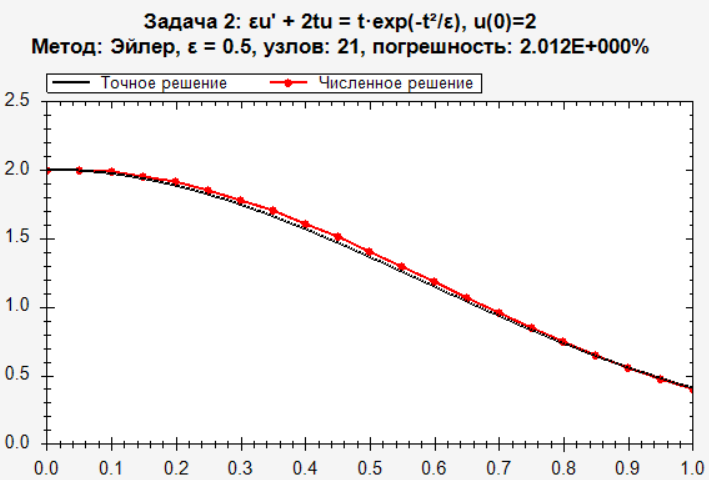 Задача 2: εu' + 2tu = t·exp(-t²/ε), u(0)=2
Метод: Эйлер, ε = 0.5, узлов: 21, погрешность: 2.012E+000%
Точное решение Численное решение
2.5
2.0
1.5
1.0
0.5
0.0
0.0 0.1 0.2 0.3 0.4 0.5 0.6 0.7 0.8 0.9 1.0